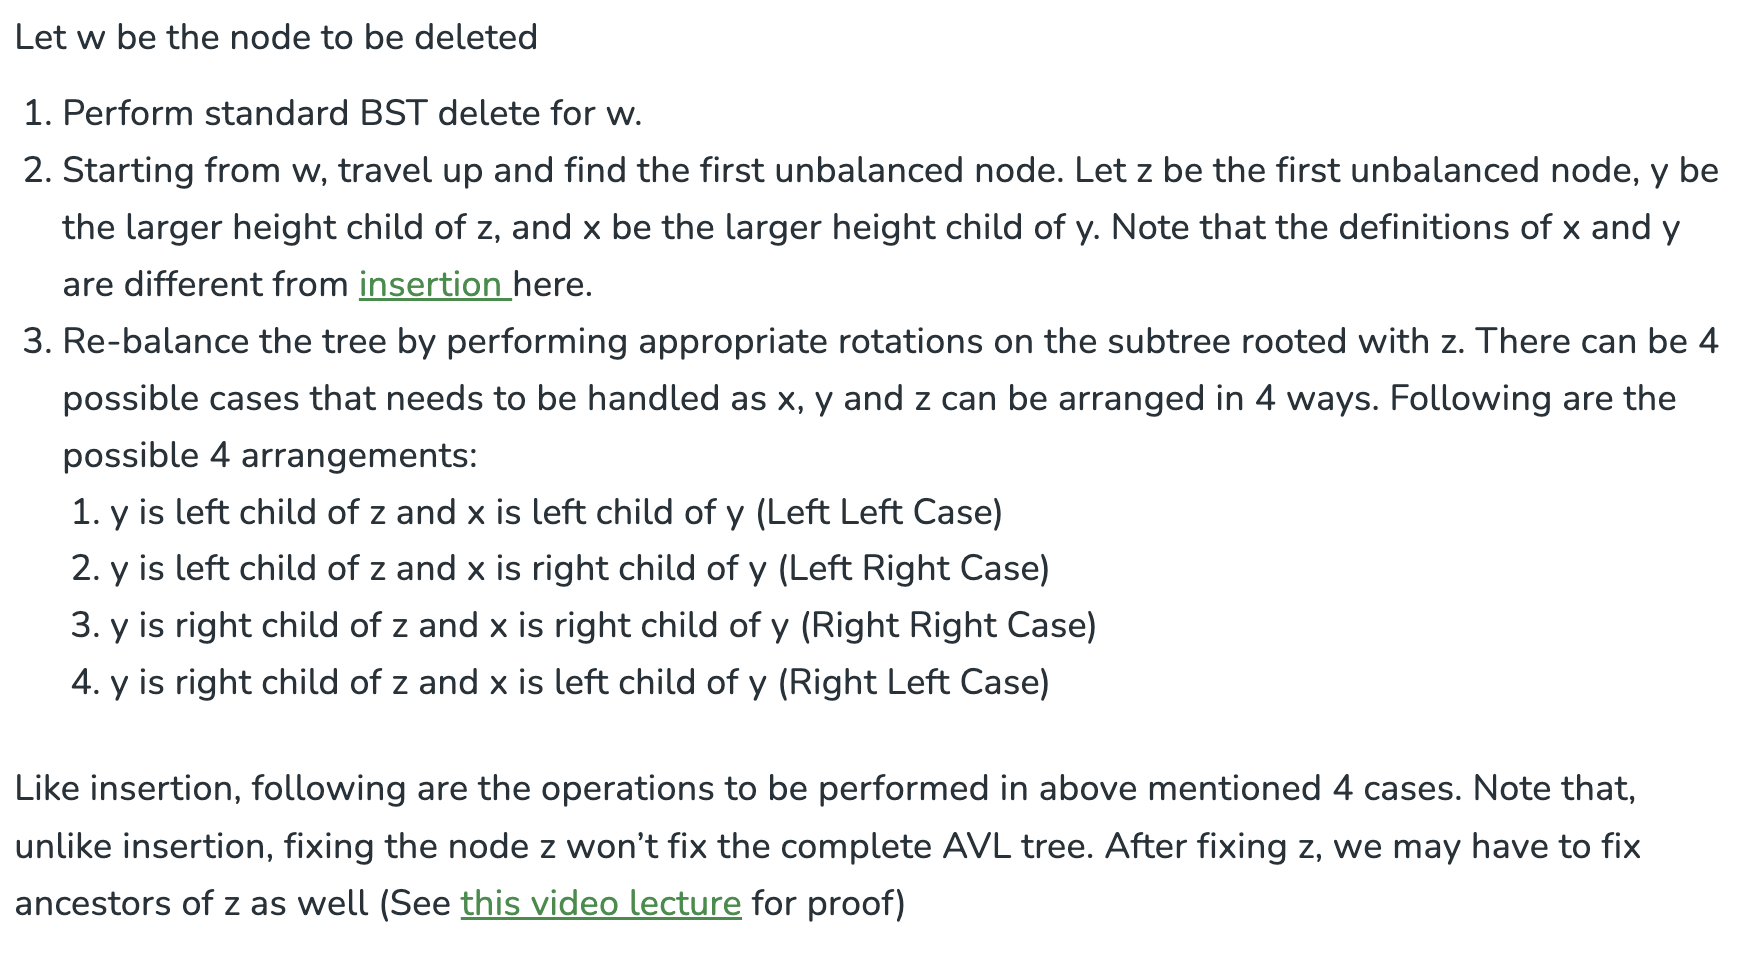 Let w be the node to be deleted
1. Perform standard BST delete for w.
2. Starting from w, travel up and find the first unbalanced node. Let z be the first unbalanced node, y be
the larger height child of z, and x be the larger height child of y. Note that the definitions of x and y
are different from insertion here.
3. Re-balance the tree by performing appropriate rotations on the subtree rooted with z. There can be 4
possible cases that needs to be handled as x, y and z can be arranged in 4 ways. Following are the
possible 4 arrangements:
1. y is left child of z and x is left child of y (Left Left Case)
2. y is left child of z and x is right child of y (Left Right Case)
3. y is right child of z and x is right child of y (Right Right Case)
4. y is right child of z and x is left child of y (Right Left Case)
Like insertion, following are the operations to be performed in above mentioned 4 cases. Note that,
unlike insertion, fixing the node z won’t fix the complete AVL tree. After fixing z, we may have to fix
ancestors of z as well (See this video lecture for proof)